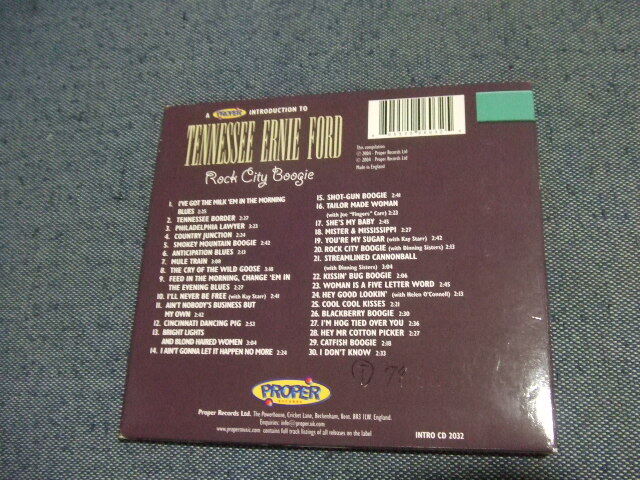 A PROPER INTRODUCTION TO
TENNESSEE ERNIE FORD
Rock City Boogie
This compilation
℗ 2004 - Proper Records Ltd
© 2004 - Proper Records Ltd
Made in England
1. I'VE GOT THE MILK 'EM IN THE MORNING
BLUES 2:25
2. TENNESSEE BORDER 2:27
3. PHILADELPHIA LAWYER 2:23
4. COUNTRY JUNCTION 2:24
5. SMOKEY MOUNTAIN BOOGIE 2:42
6. ANTICIPATION BLUES 2:13
7. MULE TRAIN 3:00
8. THE CRY OF THE WILD GOOSE 2:18
9. FEED 'IM IN THE MORNING, CHANGE 'EM IN
THE EVENING BLUES 2:27
10. I'LL NEVER BE FREE (with Kay Starr) 2:41
11. AIN'T NOBODY'S BUSINESS BUT
MY OWN 2:42
12. CINCINNATI DANCING PIG 2:53
13. BRIGHT LIGHTS
AND BLOND HAIRED WOMEN 2:04
14. I AIN'T GONNA LET IT HAPPEN NO MORE 2:24
15. SHOT-GUN BOOGIE 2:41
16. TAILOR MADE WOMAN
(with Joe "Fingers" Carr) 2:23
17. SHE'S MY BABY 2:43
18. MISTER & MISSISSIPPI 2:27
19. YOU'RE MY SUGAR (with Kay Starr) 2:42
20. ROCK CITY BOOGIE (with Dinning Sisters) 2:13
21. STREAMLINED CANNONBALL
(with Dinning Sisters) 3:04
22. KISSIN' BUG BOOGIE 2:06
23. WOMAN IS A FIVE LETTER WORD 2:45
24. HEY GOOD LOOKIN' (with Helen O'Connell) 2:13
25. COOL COOL KISSES 2:21
26. BLACKBERRY BOOGIE 2:30
27. I'M HOG TIED OVER YOU 2:36
28. HEY MR COTTON PICKER 2:27
29. CATFISH BOOGIE 2:18
30. I DON'T KNOW 2:33
PROPER
RECORDS
Proper Records Ltd. The Powerhouse, Cricket Lane, Beckenham, Kent. BR3 1LW. England.
Enquiries: info@proper.uk.com
www.propermusic.com contains full track listings of all releases on the label
INTRO CD 2032